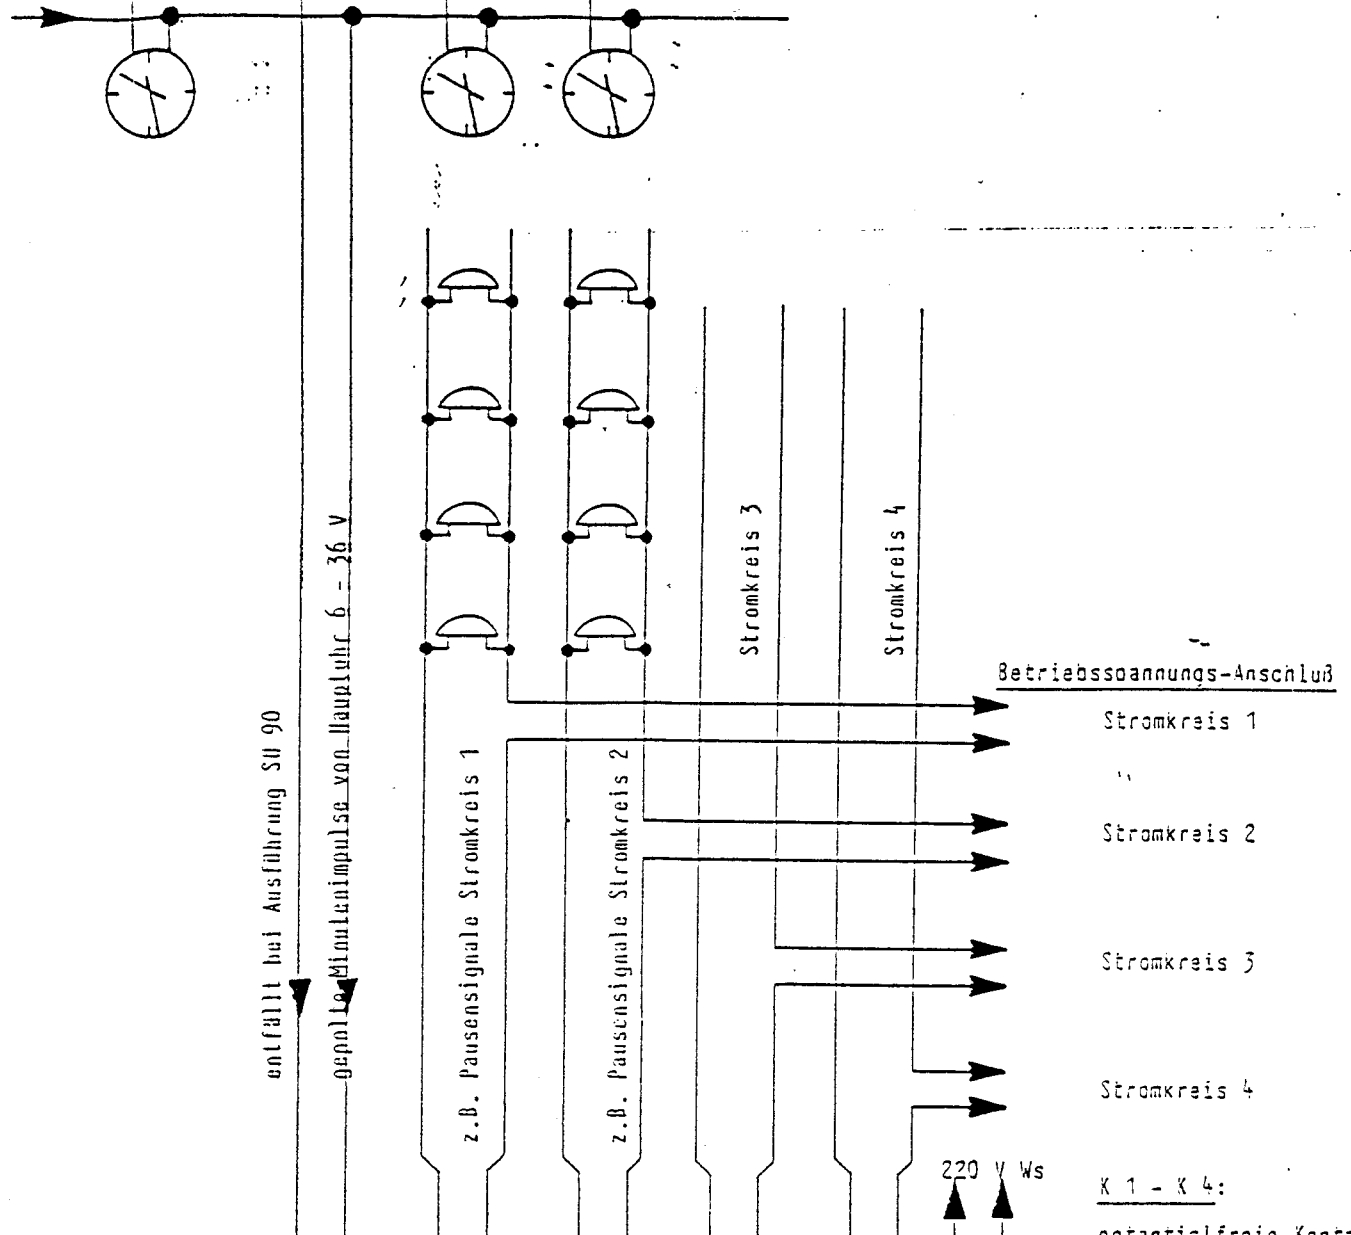 entfällt bei Ausführung SU 90
gepolte Minutenimpulse von Hauptuhr 6 - 36 V
z.B. Pausensignale Stromkreis 1
z.B. Pausensignale Stromkreis 2
Stromkreis 3
Stromkreis 4
Betriebsspannungs-Anschluß
Stromkreis 1
Stromkreis 2
Stromkreis 3
Stromkreis 4
220 V Ws
K 1 - K 4:
potentialfreie